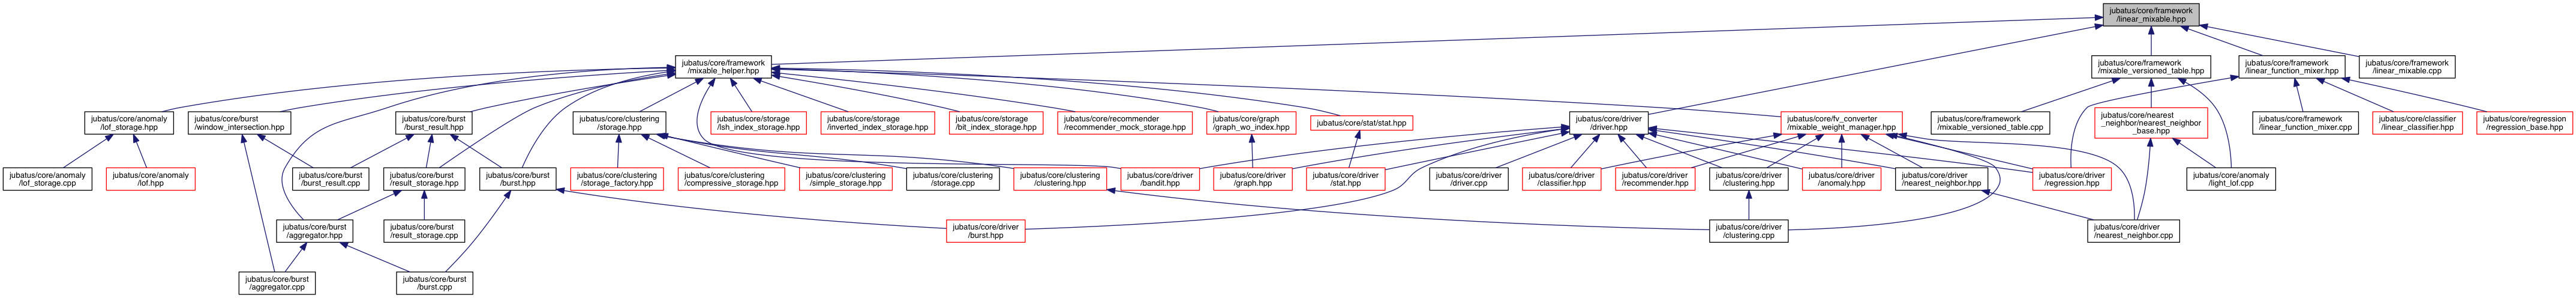 jubatus/core/framework
/linear_mixable.hpp
jubatus/core/framework
/mixable_helper.hpp
jubatus/core/framework
/mixable_versioned_table.hpp
jubatus/core/framework
/linear_function_mixer.hpp
jubatus/core/framework
/linear_mixable.cpp
jubatus/core/anomaly
/lof_storage.hpp
jubatus/core/burst
/window_intersection.hpp
jubatus/core/burst
/burst_result.hpp
jubatus/core/clustering
/storage.hpp
jubatus/core/storage
/lsh_index_storage.hpp
jubatus/core/storage
/inverted_index_storage.hpp
jubatus/core/storage
/bit_index_storage.hpp
jubatus/core/recommender
/recommender_mock_storage.hpp
jubatus/core/graph
/graph_wo_index.hpp
jubatus/core/stat/stat.hpp
jubatus/core/driver
/driver.hpp
jubatus/core/fv_converter
/mixable_weight_manager.hpp
jubatus/core/framework
/mixable_versioned_table.cpp
jubatus/core/nearest
_neighbor/nearest_neighbor
_base.hpp
jubatus/core/framework
/linear_function_mixer.cpp
jubatus/core/classifier
/linear_classifier.hpp
jubatus/core/regression
/regression_base.hpp
jubatus/core/anomaly
/lof_storage.cpp
jubatus/core/anomaly
/lof.hpp
jubatus/core/burst
/burst_result.cpp
jubatus/core/burst
/result_storage.hpp
jubatus/core/burst
/burst.hpp
jubatus/core/clustering
/storage_factory.hpp
jubatus/core/clustering
/compressive_storage.hpp
jubatus/core/clustering
/simple_storage.hpp
jubatus/core/clustering
/storage.cpp
jubatus/core/clustering
/clustering.hpp
jubatus/core/driver
/bandit.hpp
jubatus/core/driver
/graph.hpp
jubatus/core/driver
/stat.hpp
jubatus/core/driver
/driver.cpp
jubatus/core/driver
/classifier.hpp
jubatus/core/driver
/recommender.hpp
jubatus/core/driver
/clustering.hpp
jubatus/core/driver
/anomaly.hpp
jubatus/core/driver
/nearest_neighbor.hpp
jubatus/core/driver
/regression.hpp
jubatus/core/anomaly
/light_lof.cpp
jubatus/core/burst
/aggregator.hpp
jubatus/core/burst
/result_storage.cpp
jubatus/core/driver
/burst.hpp
jubatus/core/driver
/clustering.cpp
jubatus/core/driver
/nearest_neighbor.cpp
jubatus/core/burst
/aggregator.cpp
jubatus/core/burst
/burst.cpp